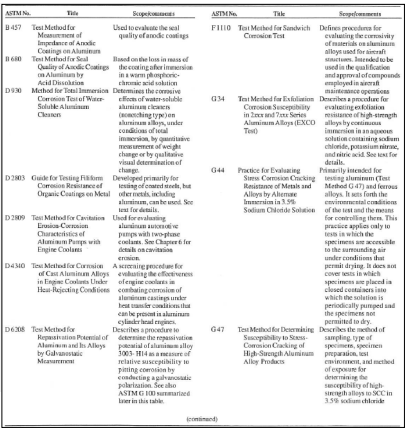 ASTM No. Title Scope/comments
B 457 Test Method for Used to evaluate the seal
Measurement of quality of anodic coatings
Impedance of Anodic
Coatings on Aluminum
B 680 Test Method for Seal Based on the loss in mass of
Quality of Anodic Coatings the coating after immersion
on Aluminum by in a warm phosphoric-
Acid Dissolution chromic acid solution
D 930 Method for Total Immersion Determines the corrosive
Corrosion Test of Water- effects of water-soluble
Soluble Aluminum aluminum cleaners
Cleaners (nonetching type) on
aluminum alloys, under
conditions of total
immersion, by quantitative
measurement of weight
change or by qualitative
visual determination of
change.
D 2803 Guide for Testing Filiform Developed primarily for
Corrosion Resistance of testing of coated steels, but
Organic Coatings on Metal other metals, including
aluminum, can be used. See
text for details.
D 2809 Test Method for Cavitation Used for evaluating
Erosion-Corrosion aluminum automotive
Characteristics of pumps with two-phase
Aluminum Pumps with coolants. See Chapter 6 for
Engine Coolants details on cavitation
erosion.
D 4340 Test Method for Corrosion A screening procedure for
of Cast Aluminum Alloys evaluating the effectiveness
in Engine Coolants Under of engine coolants in
Heat-Rejecting Conditions combating corrosion of
aluminum castings under
heat transfer conditions that
can be present in aluminum
cylinder head engines.
D 6208 Test Method for Describes a procedure to
Repassivation Potential of determine the repassivation
Aluminum and Its Alloys potential of aluminum alloy
by Galvanostatic 3003-H14 as a measure of
Measurement relative susceptibility to
pitting corrosion by
conducting a galvanostatic
polarization. See also
ASTM G 100 summarized
later in this table.
ASTM No. Title Scope/comments
F 1110 Test Method for Sandwich Defines procedures for
Corrosion Test evaluating the corrosivity
of materials on aluminum
alloys used for aircraft
structures. Intended to be
used in the qualification
and approval of compounds
employed in aircraft
maintenance operations
G 34 Test Method for Exfoliation Describes a procedure for
Corrosion Susceptibility evaluating exfoliation
in 2xxx and 7xxx Series resistance of high-strength
Aluminum Alloys (EXCO alloys by continuous
Test) immersion in an aqueous
solution containing sodium
chloride, potassium nitrate,
and nitric acid. See text for
details.
G 44 Practice for Evaluating Primarily intended for
Stress Corrosion Cracking testing aluminum (Test
Resistance of Metals and Method G 47) and ferrous
Alloys by Alternate alloys. It acts forth the
Immersion in 3.5% environmental conditions
Sodium Chloride Solution of the test and the means
for controlling them. This
practice applies only to
tests in which the
specimens are accessible
to the surrounding air
under conditions that
permit drying. It does not
cover tests in which
specimens are placed in
closed containers into
which the solution is
periodically pumped and
the specimens not
permitted to dry.
G 47 Test Method for Determining Describes the method of
Susceptibility to Stress- sampling, type of
Corrosion Cracking of specimens, specimen
High-Strength Aluminum preparation, test
Alloy Products environment, and method
of exposure for
determining the
susceptibility of high-
strength alloys to SCC in
3.5% sodium chloride
(continued)